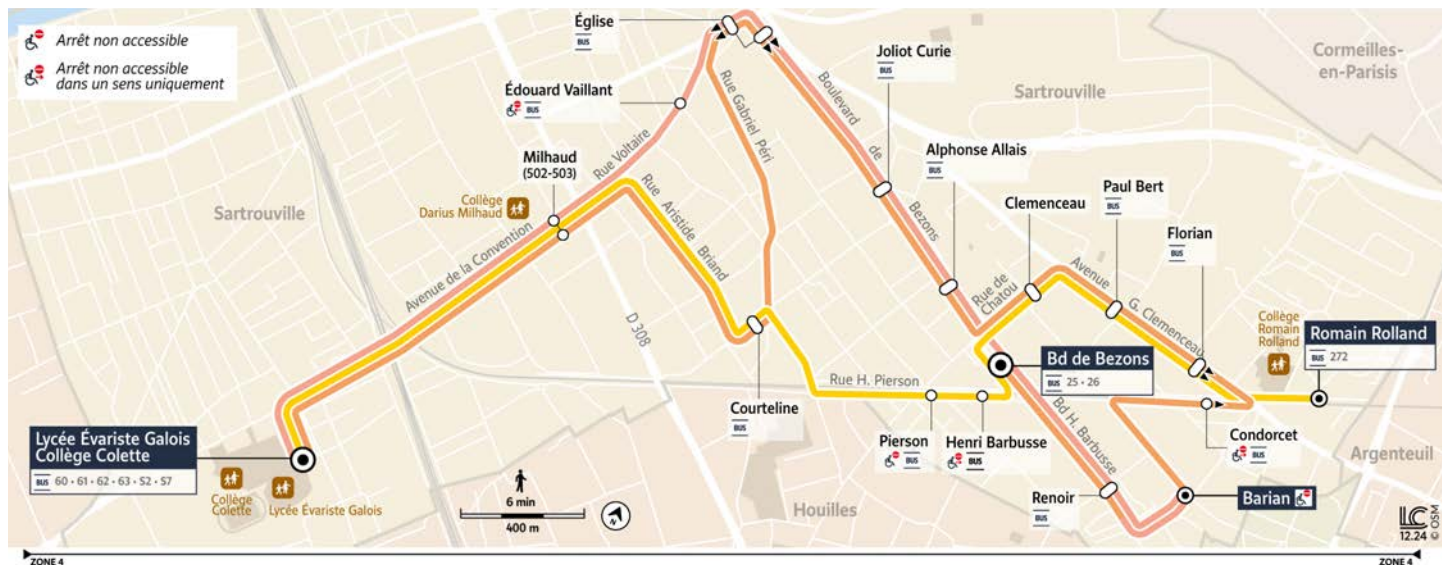 Arrêt non accessible
Arrêt non accessible
dans un sens uniquement
Église
BUS
Joliot Curie
BUS
Cormeilles-
en-Parisis
Sartrouville
Édouard Vaillant
BUS
Rue Gabriel Péri
Boulevard de Bezons
Rue Voltaire
Alphonse Allais
BUS
Milhaud
(502-503)
Collège
Darius Milhaud
Paul Bert
BUS
Clemenceau
Sartrouville
Florian
BUS
Avenue de la Convention
Rue Aristide Briand
Rue de
Chatou
Avenue G. Clemenceau
D 308
Collège
Romain
Rolland
Romain Rolland
BUS 272
Bd de Bezons
BUS 25 • 26
Rue H. Pierson
Courteline
BUS
Bd H. Barbusse
Lycée Évariste Galois
Collège Colette
BUS 60 • 61 • 62 • 63 • S2 • S7
Pierson
BUS
Henri Barbusse
BUS
Condorcet
BUS
Argenteuil
Collège
Colette
Lycée Évariste Galois
6 min
400 m
N
Houilles
Renoir
BUS
Barian
LC
12.24
© OSM
ZONE 4
ZONE 4